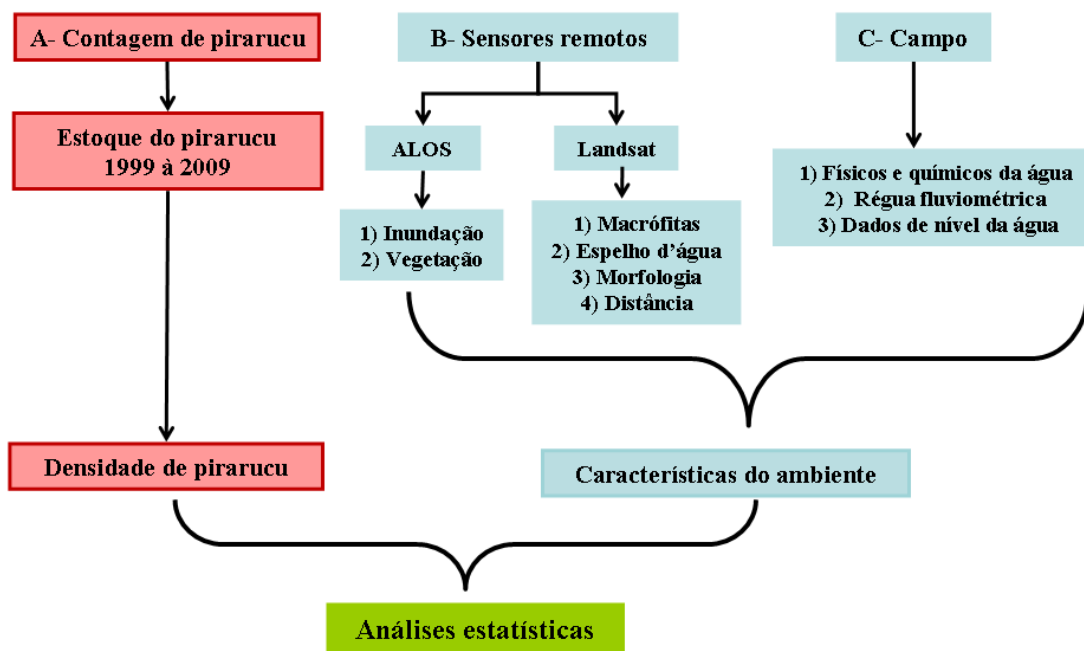 A- Contagem de pirarucu
B- Sensores remotos
C- Campo
Estoque do pirarucu
1999 à 2009
ALOS
Landsat
1) Físicos e químicos da água
2) Régua fluviométrica
3) Dados de nível da água
1) Inundação
2) Vegetação
1) Macrófitas
2) Espelho d'água
3) Morfologia
4) Distância
Densidade de pirarucu
Características do ambiente
Análises estatísticas